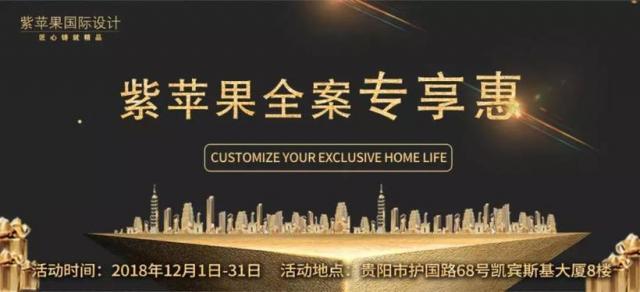 紫苹果国际设计
匠心铸就精品
紫苹果全案专享惠
CUSTOMIZE YOUR EXCLUSIVE HOME LIFE
活动时间：2018年12月1日-31日 活动地点：贵阳市护国路68号凯宾斯基大厦8楼